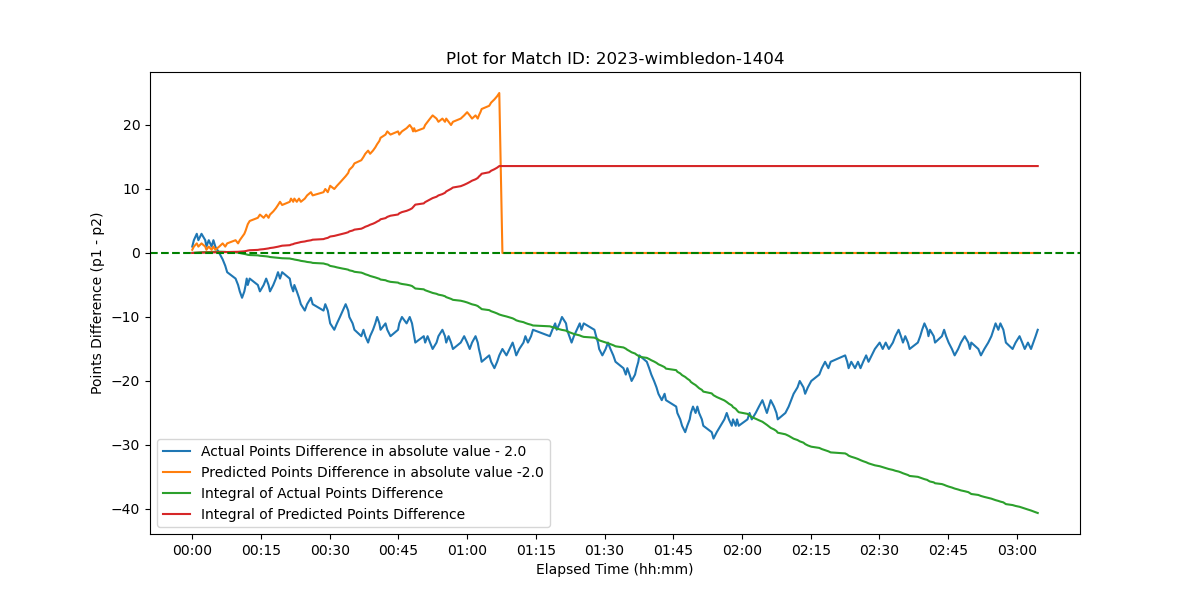 Plot for Match ID: 2023-wimbledon-1404
Points Difference (p1 - p2)
20
10
0
−10
−20
−30
−40
Actual Points Difference in absolute value - 2.0
Predicted Points Difference in absolute value -2.0
Integral of Actual Points Difference
Integral of Predicted Points Difference
00:00 00:15 00:30 00:45 01:00 01:15 01:30 01:45 02:00 02:15 02:30 02:45 03:00
Elapsed Time (hh:mm)